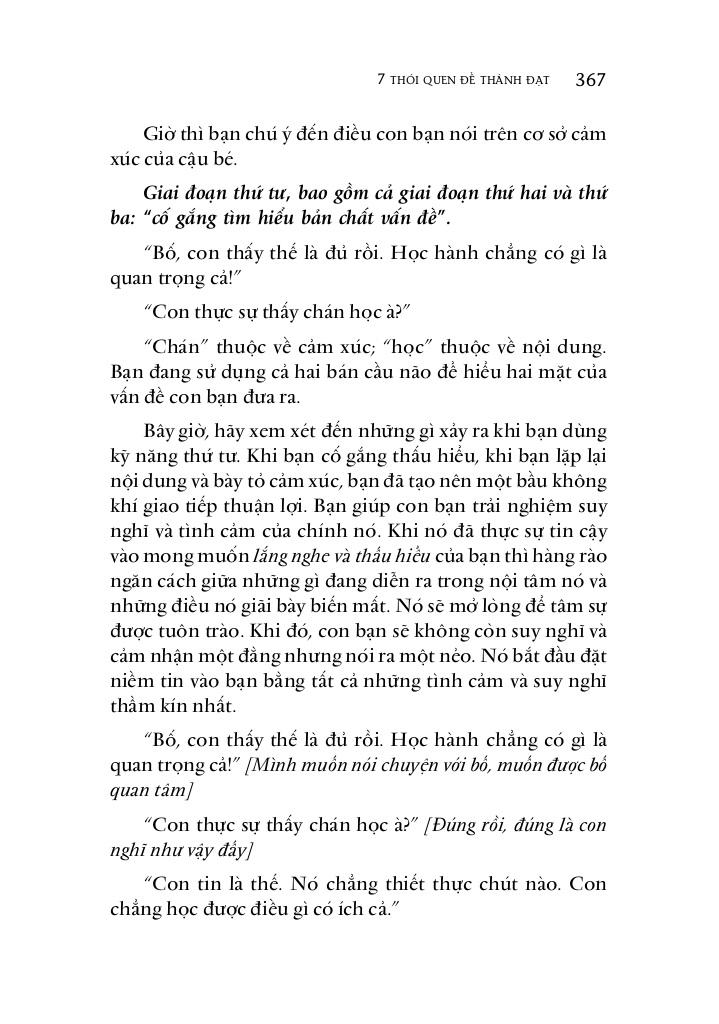 7 THÓI QUEN ĐỂ THÀNH ĐẠT 367
Giờ thì bạn chú ý đến điều con bạn nói trên cơ sở cảm
xúc của cậu bé.
Giai đoạn thứ tư, bao gồm cả giai đoạn thứ hai và thứ
ba: “cố gắng tìm hiểu bản chất vấn đề”.
“Bố, con thấy thế là đủ rồi. Học hành chẳng có gì là
quan trọng cả!”
“Con thực sự thấy chán học à?”
“Chán” thuộc về cảm xúc; “học” thuộc về nội dung.
Bạn đang sử dụng cả hai bán cầu não để hiểu hai mặt của
vấn đề con bạn đưa ra.
Bây giờ, hãy xem xét đến những gì xảy ra khi bạn dùng
kỹ năng thứ tư. Khi bạn cố gắng thấu hiểu, khi bạn lặp lại
nội dung và bày tỏ cảm xúc, bạn đã tạo nên một bầu không
khí giao tiếp thuận lợi. Bạn giúp con bạn trải nghiệm suy
nghĩ và tình cảm của chính nó. Khi nó đã thực sự tin cậy
vào mong muốn lắng nghe và thấu hiểu của bạn thì hàng rào
ngăn cách giữa những gì đang diễn ra trong nội tâm nó và
những điều nó giãi bày biến mất. Nó sẽ mở lòng để tâm sự
được tuôn trào. Khi đó, con bạn sẽ không còn suy nghĩ và
cảm nhận một đằng nhưng nói ra một nẻo. Nó bắt đầu đặt
niềm tin vào bạn bằng tất cả những tình cảm và suy nghĩ
thầm kín nhất.
“Bố, con thấy thế là đủ rồi. Học hành chẳng có gì là
quan trọng cả!” [Mình muốn nói chuyện với bố, muốn được bố
quan tâm]
“Con thực sự thấy chán học à?” [Đúng rồi, đúng là con
nghĩ như vậy đấy]
“Con tin là thế. Nó chẳng thiết thực chút nào. Con
chẳng học được điều gì có ích cả.”